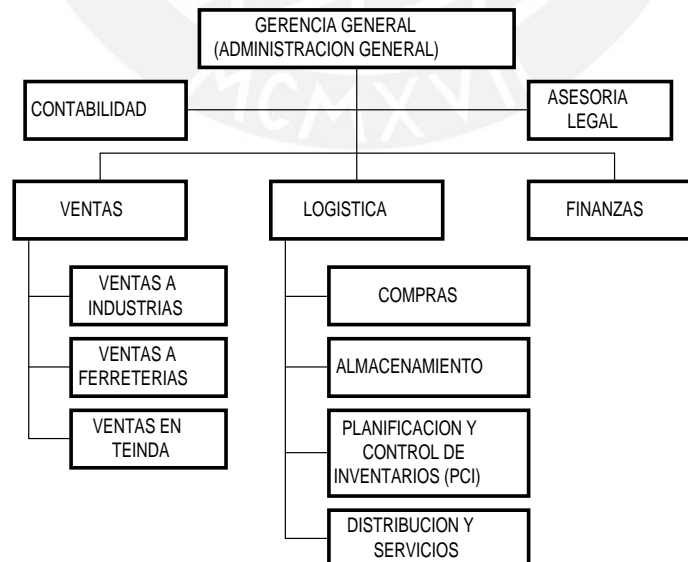 GERENCIA GENERAL
(ADMINISTRACION GENERAL)
MCMXVII
CONTABILIDAD
ASESORIA
LEGAL
VENTAS
LOGISTICA
FINANZAS
VENTAS A
INDUSTRIAS
COMPRAS
VENTAS A
FERRETERIAS
ALMACENAMIENTO
VENTAS EN
TEINDA
PLANIFICACION Y
CONTROL DE
INVENTARIOS (PCI)
DISTRIBUCION Y
SERVICIOS